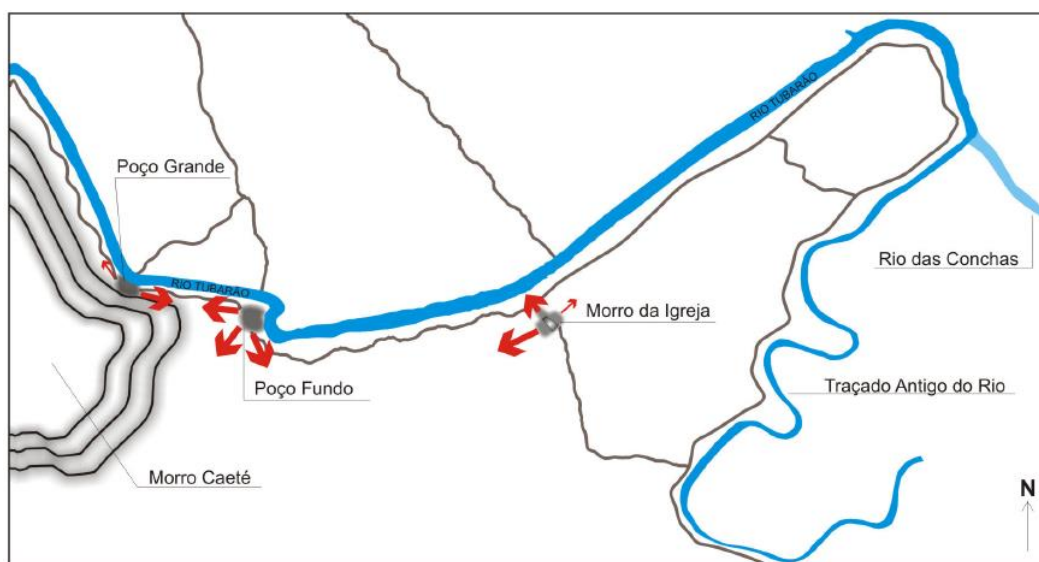 RIO TUBARÃO
Poço Grande
Rio das Conchas
RIO TUBARÃO
Morro da Igreja
Poço Fundo
Traçado Antigo do Rio
Morro Caeté
N